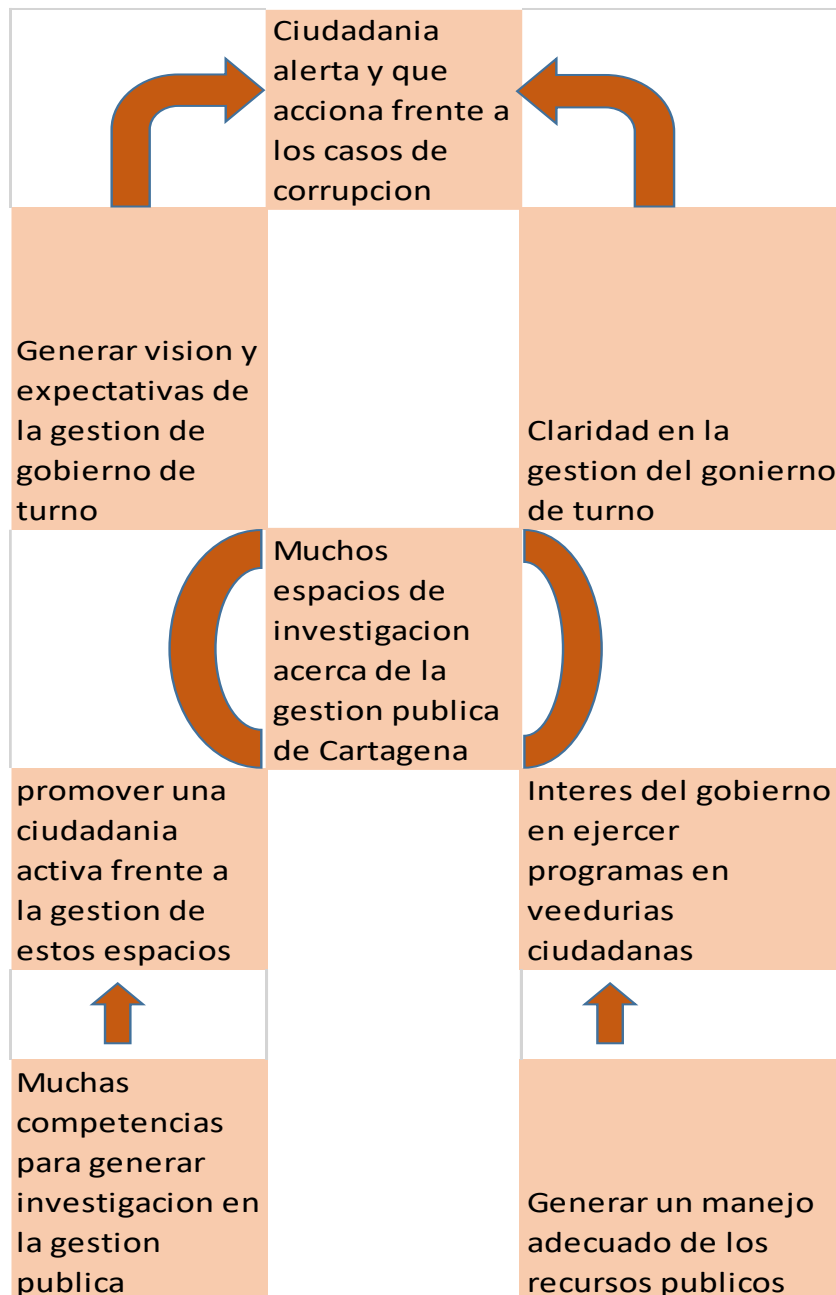 Ciudadania
alerta y que
acciona frente a
los casos de
corrupcion
Generar vision y
expectativas de
la gestion de
gobierno de
turno
Claridad en la
gestion del gonierno
de turno
Muchos
espacios de
investigacion
acerca de la
gestion publica
de Cartagena
promover una
ciudadania
activa frente a
la gestion de
estos espacios
Interes del gobierno
en ejercer
programas en
veedurias
ciudadanas
Muchas
competencias
para generar
investigacion en
la gestion
publica
Generar un manejo
adecuado de los
recursos publicos